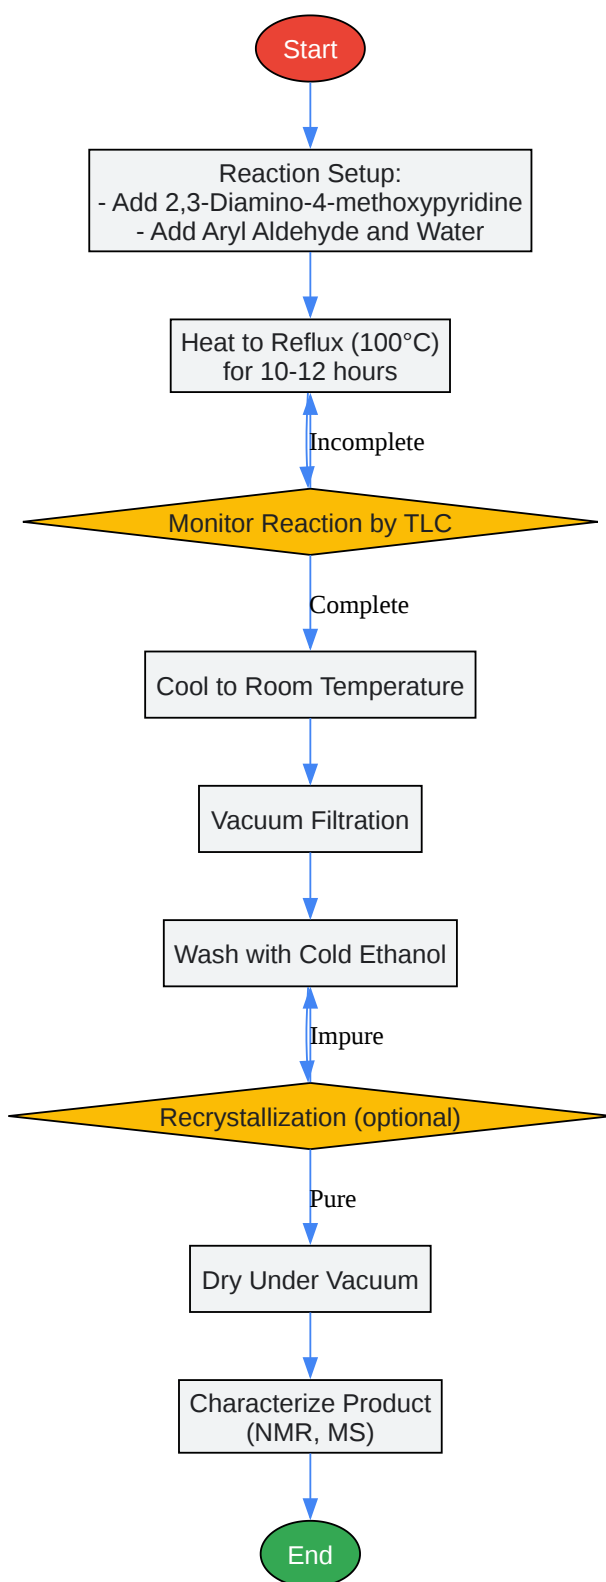 Start
Reaction Setup:
- Add 2,3-Diamino-4-methoxypyridine
- Add Aryl Aldehyde and Water
Heat to Reflux (100°C)
for 10-12 hours
Incomplete
Monitor Reaction by TLC
Complete
Cool to Room Temperature
Vacuum Filtration
Wash with Cold Ethanol
Impure
Recrystallization (optional)
Pure
Dry Under Vacuum
Characterize Product
(NMR, MS)
End